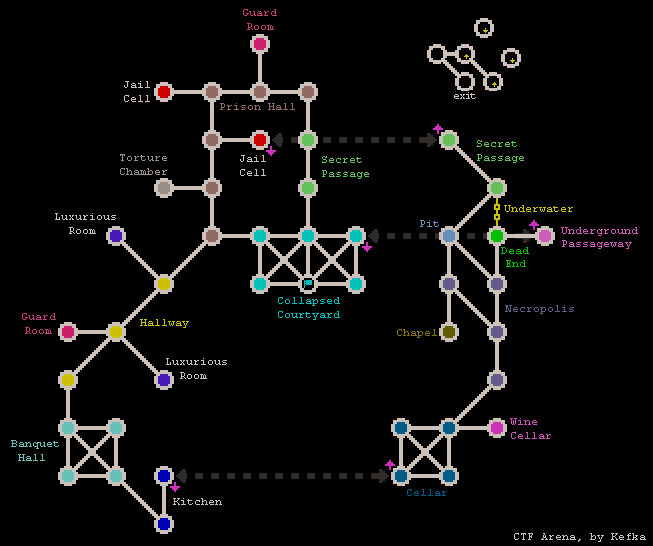 Guard
Room
exit
Jail
Cell
Prison Hall
Torture
Chamber
Jail
Cell
Secret
Passage
Secret
Passage
Luxurious
Room
Pit
Underwater
Underground
Passageway
Dead
End
Collapsed
Courtyard
Necropolis
Guard
Room
Hallway
Chapel
Luxurious
Room
Banquet
Hall
Wine
Cellar
Kitchen
Cellar
CTF Arena, by Kefka